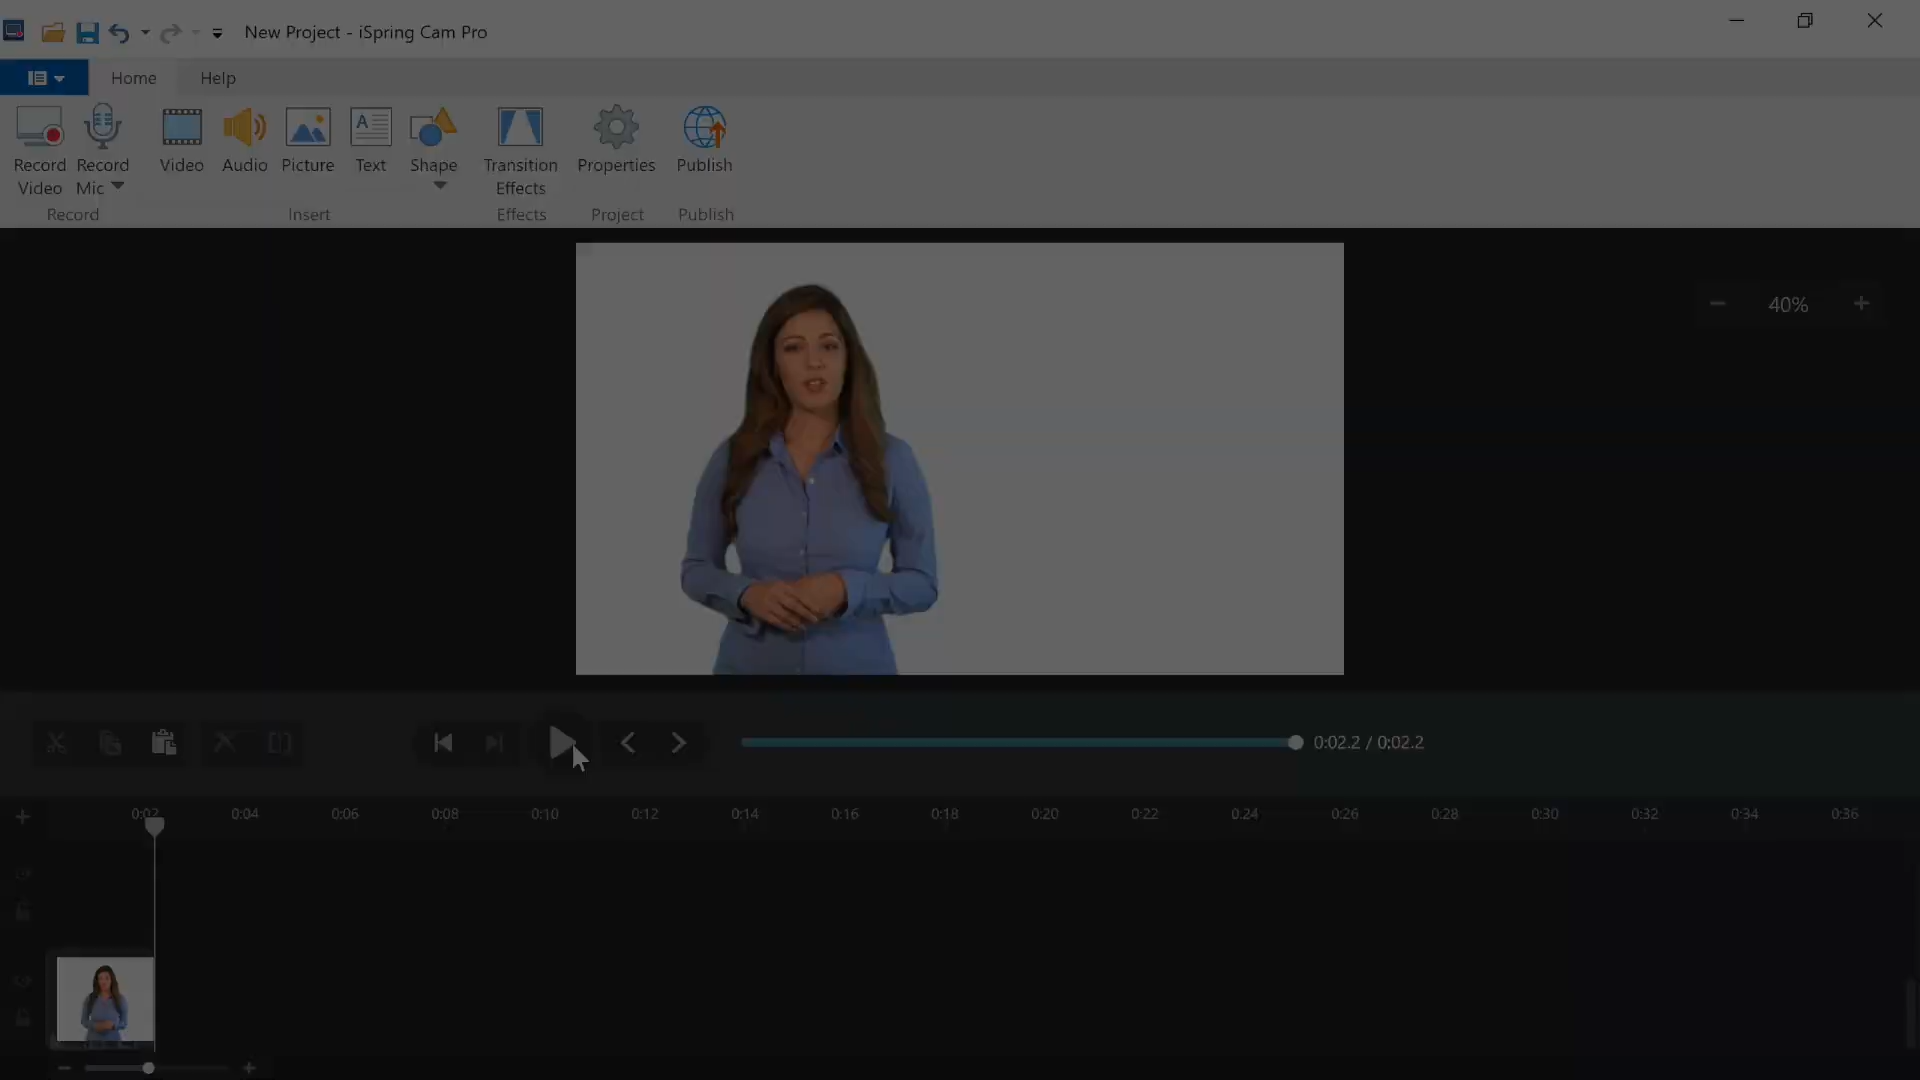 New Project - iSpring Cam Pro
Home Help
Record Video
Record Mic
Video
Audio
Picture
Text
Shape
Transition Effects
Properties
Publish
Record Insert Effects Project Publish
A
40%
0:02.2 / 0:02.2
0:02 0:04 0:06 0:08 0:10 0:12 0:14 0:16 0:18 0:20 0:22 0:24 0:26 0:28 0:30 0:32 0:34 0:36